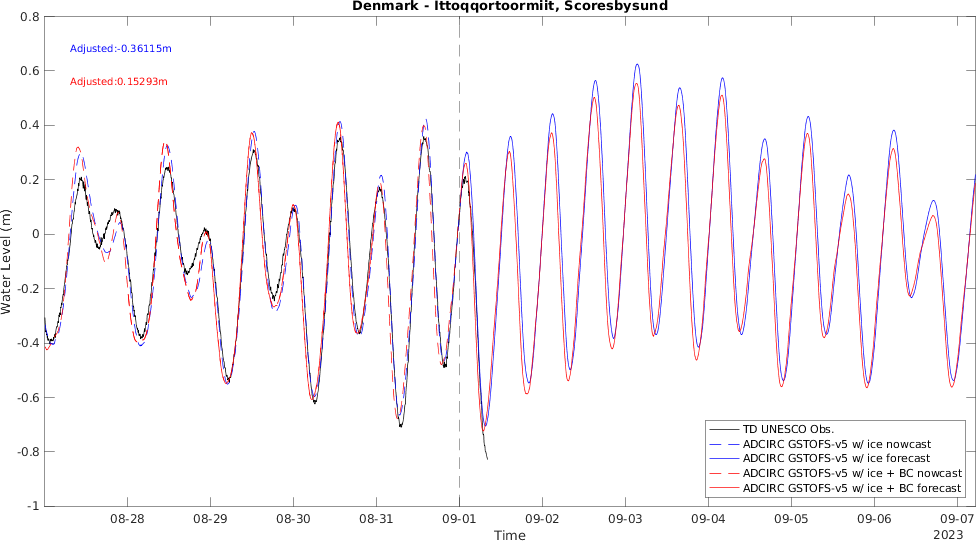 Denmark - Ittoqqortoormiit, Scoresbysund
Adjusted:-0.36115m
Adjusted:0.15293m
Water Level (m)
0.8
0.6
0.4
0.2
0
-0.2
-0.4
-0.6
-0.8
-1
TD UNESCO Obs.
ADCIRC GSTOFS-v5 w/ ice nowcast
ADCIRC GSTOFS-v5 w/ ice forecast
ADCIRC GSTOFS-v5 w/ ice + BC nowcast
ADCIRC GSTOFS-v5 w/ ice + BC forecast
08-28 08-29 08-30 08-31 09-01 09-02 09-03 09-04 09-05 09-06 09-07
Time
2023